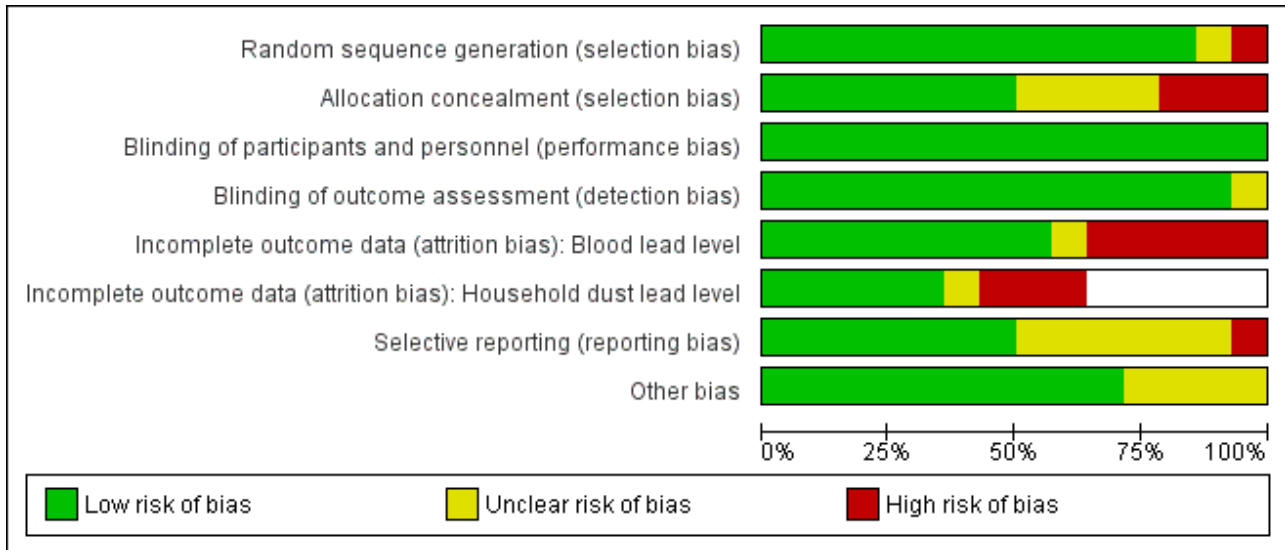 Random sequence generation (selection bias)
Allocation concealment (selection bias)
Blinding of participants and personnel (performance bias)
Blinding of outcome assessment (detection bias)
Incomplete outcome data (attrition bias): Blood lead level
Incomplete outcome data (attrition bias): Household dust lead level
Selective reporting (reporting bias)
Other bias
0% 25% 50% 75% 100%
Low risk of bias Unclear risk of bias High risk of bias